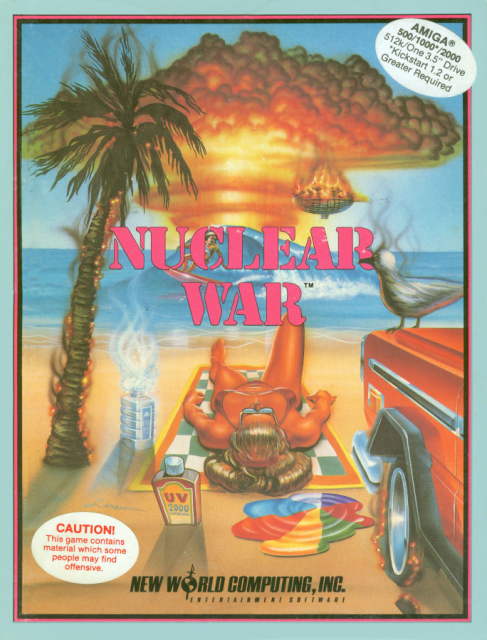 AMIGA®
500/1000*/2000
512k/One 3.5" Drive
*Kickstart 1.2 or
Greater Required
NUCLEAR
WAR™
UV
2000
CAUTION!
This game contains
material which some
people may find
offensive.
NEW WORLD COMPUTING, INC.
ENTERTAINMENT SOFTWARE